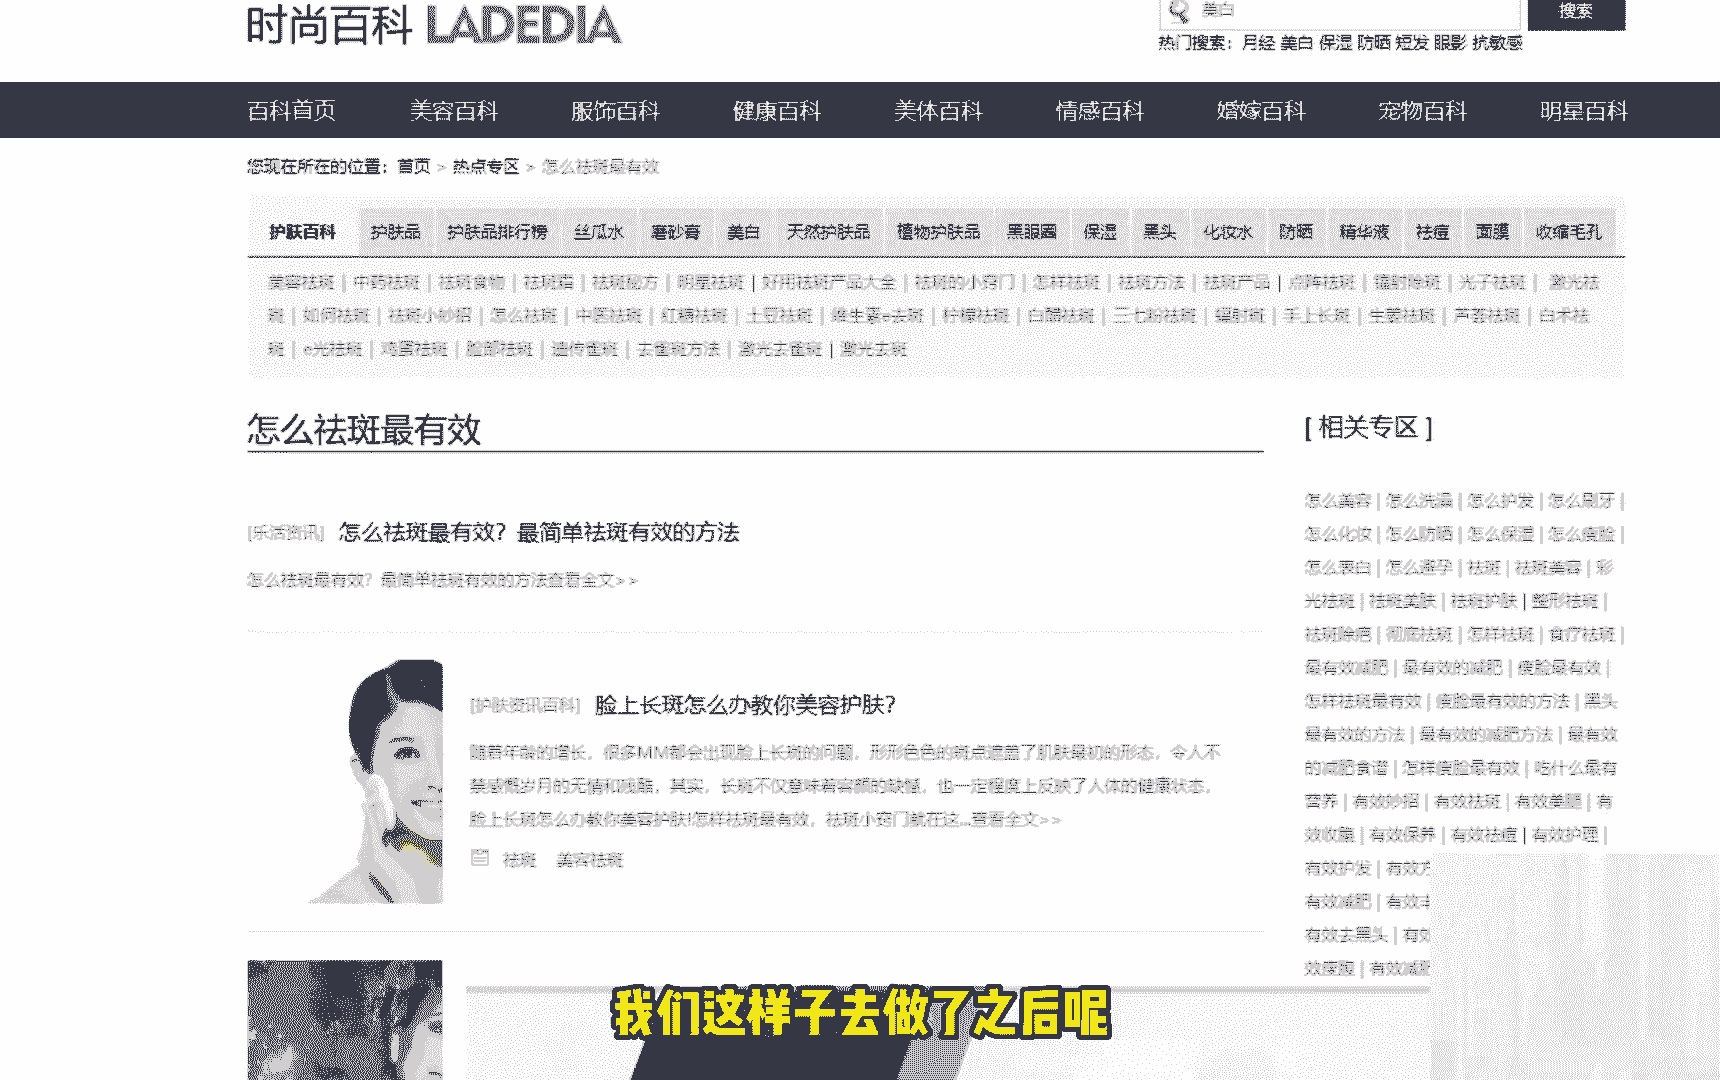 时尚百科 LADEDIA
美白
搜索
热门搜索：月经 美白 保湿 防晒 短发 眼影 抗敏感
百科首页 美容百科 服饰百科 健康百科 美体百科 情感百科 婚嫁百科 宠物百科 明星百科
您现在所在的位置：首页 > 热点专区 > 怎么祛斑最有效
护肤百科 护肤品 护肤品排行榜 丝瓜水 磨砂膏 美白 天然护肤品 植物护肤品 黑眼圈 保湿 黑头 化妆水 防晒 精华液 祛痘 面膜 收缩毛孔
美容祛斑 | 中药祛斑 | 祛斑食物 | 祛斑霜 | 祛斑秘方 | 明星祛斑 | 好用祛斑产品大全 | 祛斑的小窍门 | 怎样祛斑 | 祛斑方法 | 祛斑产品 | 点阵祛斑 | 辐射除斑 | 光子祛斑 | 激光祛
斑 | 如何祛斑 | 祛斑小妙招 | 怎么祛斑 | 中医祛斑 | 红糖祛斑 | 土豆祛斑 | 维生素e去斑 | 柠檬祛斑 | 白醋祛斑 | 三七粉祛斑 | 辐射斑 | 手上长斑 | 生姜祛斑 | 芦荟祛斑 | 白术祛
斑 | e光祛斑 | 鸡蛋祛斑 | 脸部祛斑 | 遗传雀斑 | 去雀斑方法 | 激光去雀斑 | 激光去斑
怎么祛斑最有效
[乐活资讯] 怎么祛斑最有效？最简单祛斑有效的方法
怎么祛斑最有效？最简单祛斑有效的方法查看全文>>
[护肤资讯百科] 脸上长斑怎么办教你美容护肤？
随着年龄的增长，很多MM都会出现脸上长斑的问题，形形色色的斑点遮盖了肌肤最初的形态，令人不
禁感慨岁月的无情和残酷，其实，长斑不仅意味着容颜的缺憾，也一定程度上反映了人体的健康状态，
脸上长斑怎么办教你美容护肤!怎样祛斑最有效，祛斑小窍门就在这...查看全文>>
祛斑 美容祛斑
[ 相关专区 ]
怎么美容 | 怎么洗澡 | 怎么护发 | 怎么刷牙 |
怎么化妆 | 怎么防晒 | 怎么保湿 | 怎么瘦脸 |
怎么表白 | 怎么避孕 | 祛斑 | 祛斑美容 | 彩
光祛斑 | 祛斑美肤 | 祛斑护肤 | 整形祛斑 |
祛斑除疤 | 彻底祛斑 | 怎样祛斑 | 食疗祛斑 |
最有效减肥 | 最有效的减肥 | 瘦脸最有效 |
怎样祛斑最有效 | 瘦脸最有效的方法 | 黑头
最有效的方法 | 最有效的减肥方法 | 最有效
的减肥食谱 | 怎样瘦脸最有效 | 吃什么最有
营养 | 有效妙招 | 有效祛斑 | 有效美腿 | 有
效收腹 | 有效保养 | 有效祛痘 | 有效护理 |
有效护发 | 有效
有效减肥 | 有效
有效去黑头 | 有效
效瘦腹 | 有效减肥
我们这样子去做了之后呢